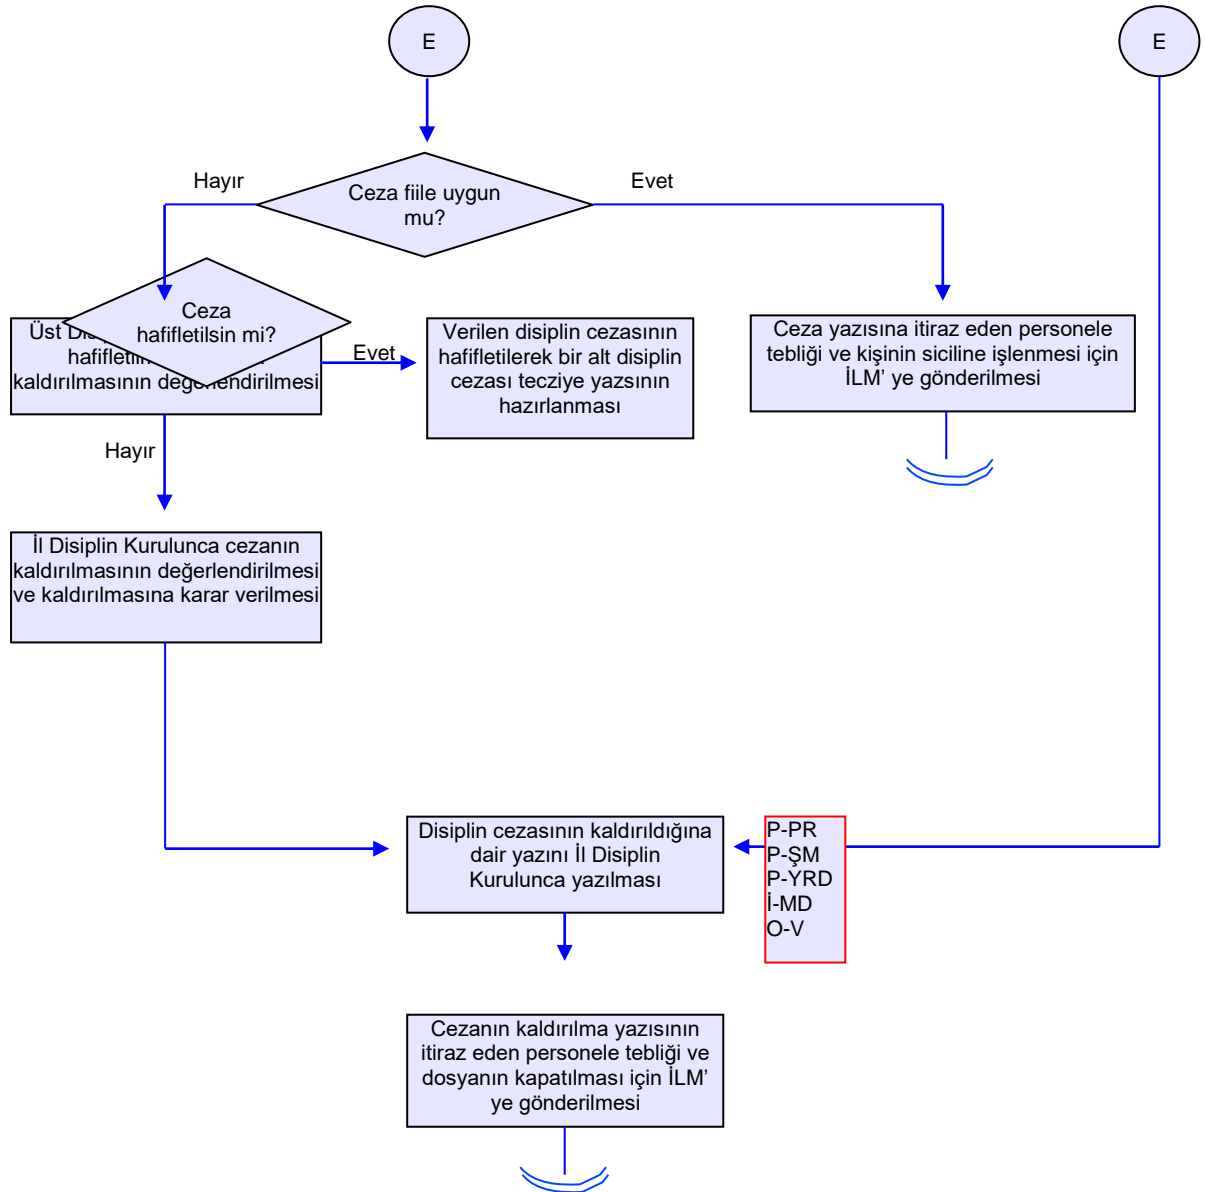 E
E
Hayır
Evet
Ceza fiile uygun
mu?
Ceza
hafifletilsin mi?
Üst
hafifletil
kaldırılmasının değerlendirilmesi
Evet
Verilen disiplin cezasının
hafifletilerek bir alt disiplin
cezası tecziye yazsının
hazırlanması
Ceza yazısına itiraz eden personele
tebliği ve kişinin siciline işlenmesi için
İLM’ ye gönderilmesi
Hayır
İl Disiplin Kurulunca cezanın
kaldırılmasının değerlendirilmesi
ve kaldırılmasına karar verilmesi
Disiplin cezasının kaldırıldığına
dair yazını İl Disiplin
Kurulunca yazılması
P-PR
P-ŞM
P-YRD
İ-MD
O-V
Cezanın kaldırılma yazısının
itiraz eden personele tebliği ve
dosyanın kapatılması için İLM’
ye gönderilmesi